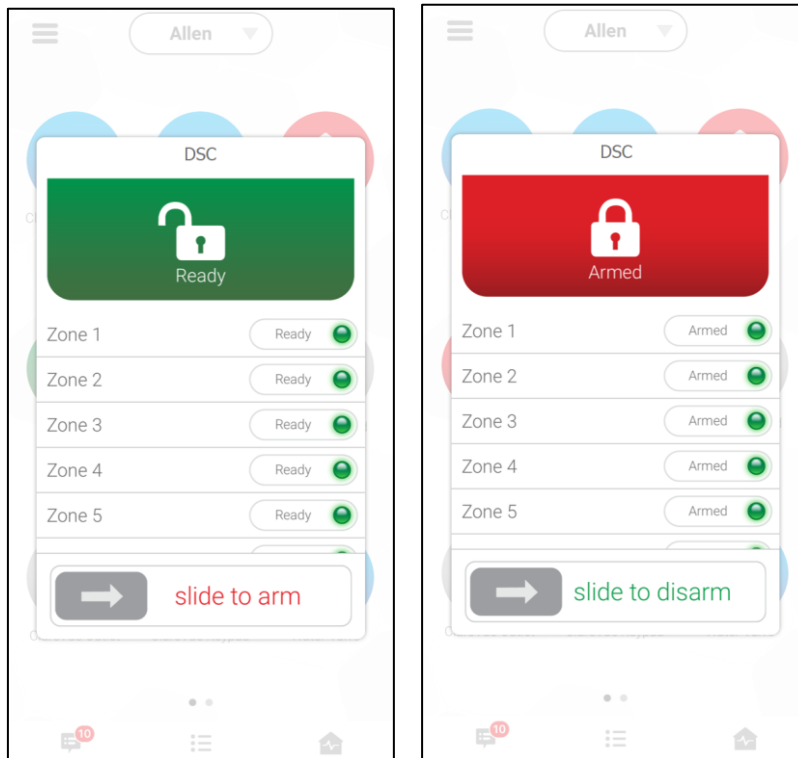 Allen
DSC
Ready
Zone 1 Ready
Zone 2 Ready
Zone 3 Ready
Zone 4 Ready
Zone 5 Ready
slide to arm
10
Allen
DSC
Armed
Zone 1 Armed
Zone 2 Armed
Zone 3 Armed
Zone 4 Armed
Zone 5 Armed
slide to disarm
10